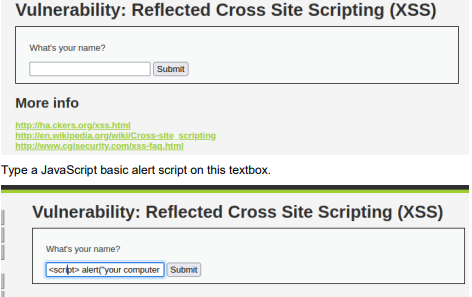 Vulnerability: Reflected Cross Site Scripting (XSS)
What's your name?
Submit
More info
http://ha.ckers.org/xss.html
http://en.wikipedia.org/wiki/Cross-site_scripting
http://www.cgisecurity.com/xss-faq.html
Type a JavaScript basic alert script on this textbox.
Vulnerability: Reflected Cross Site Scripting (XSS)
What's your name?
<script> alert("your computer Submit